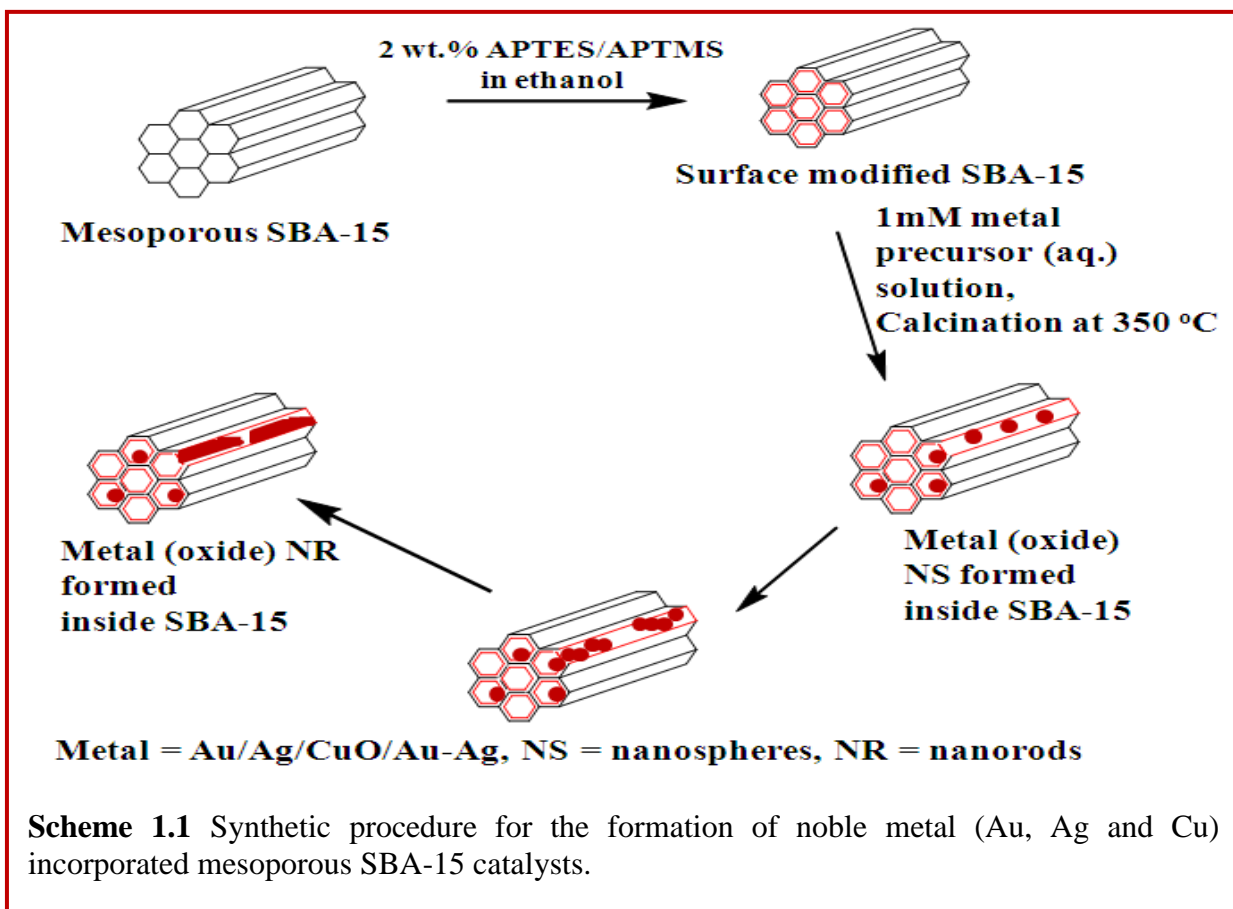 2 wt.% APTES/APTMS
in ethanol
Mesoporous SBA-15
Surface modified SBA-15
1mM metal
precursor (aq.)
solution,
Calcination at 350 °C
Metal (oxide)
NS formed
inside SBA-15
Metal (oxide) NR
formed
inside SBA-15
Metal = Au/Ag/CuO/Au-Ag, NS = nanospheres, NR = nanorods
Scheme 1.1 Synthetic procedure for the formation of noble metal (Au, Ag and Cu)
incorporated mesoporous SBA-15 catalysts.